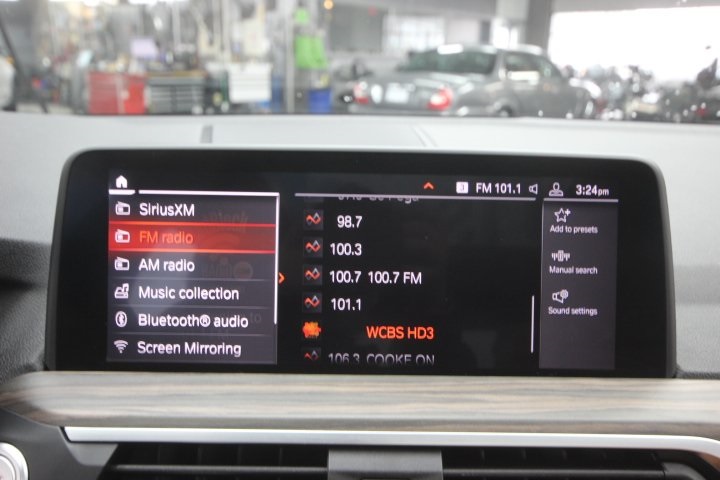 3 FM 101.1 3:24pm
SiriusXM
FM radio
AM radio
Music collection
Bluetooth® audio
Screen Mirroring
98.7
100.3
100.7 100.7 FM
101.1
WCBS HD3
106.3 COOKE ON
Add to presets
Manual search
Sound settings